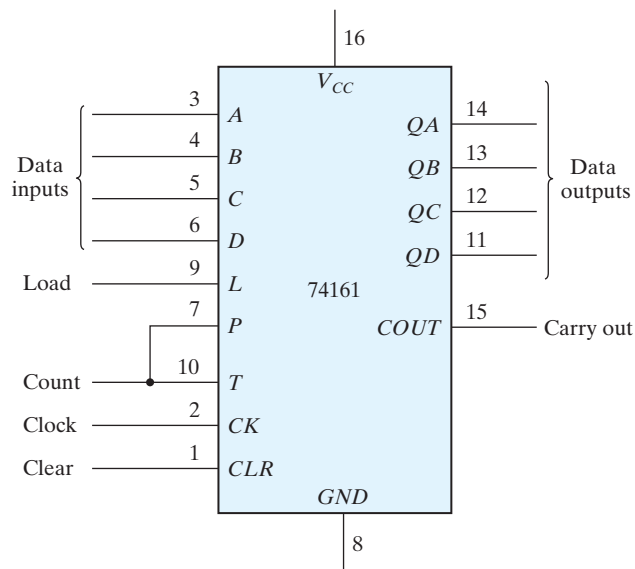 16
V_CC
3
A
4
B
5
C
6
D
Data
inputs
Load
9
L
7
P
Count
10
T
Clock
2
CK
Clear
1
CLR
74161
QA
14
QB
13
QC
12
QD
11
Data
outputs
COUT
15
Carry out
GND
8